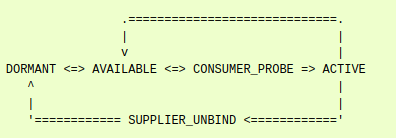 .=============================.
| |
v |
DORMANT <=> AVAILABLE <=> CONSUMER_PROBE => ACTIVE
^ |
| |
'============ SUPPLIER_UNBIND <============'